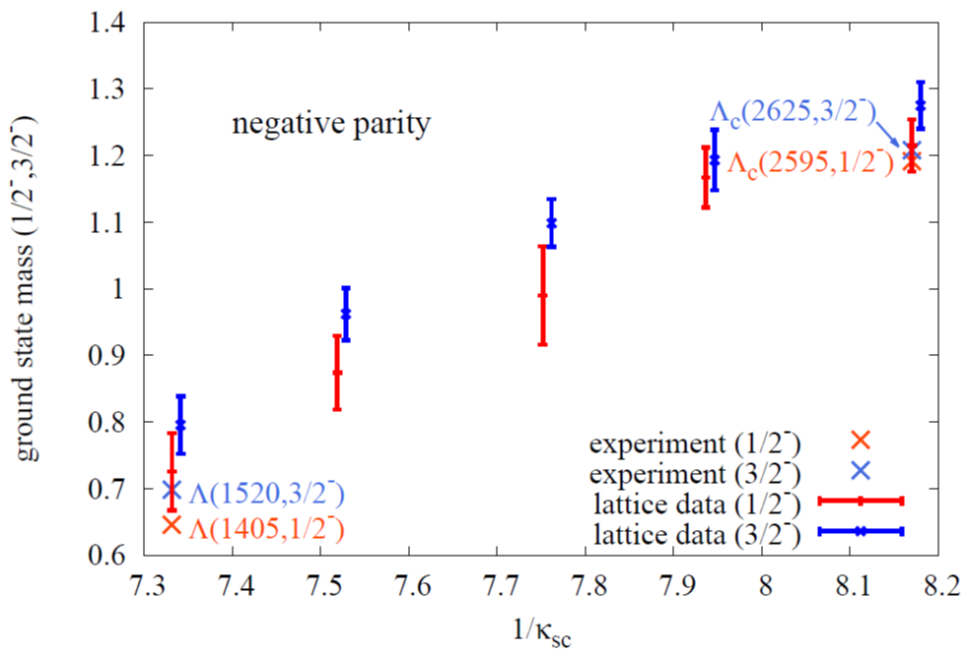 1.4
1.3
1.2
1.1
1
0.9
0.8
0.7
0.6
ground state mass (1/2⁻,3/2⁻)
negative parity
Λc(2625,3/2⁻)
Λc(2595,1/2⁻)
Λ(1520,3/2⁻)
Λ(1405,1/2⁻)
experiment (1/2⁻)
experiment (3/2⁻)
lattice data (1/2⁻)
lattice data (3/2⁻)
7.3 7.4 7.5 7.6 7.7 7.8 7.9 8 8.1 8.2
1/κsc